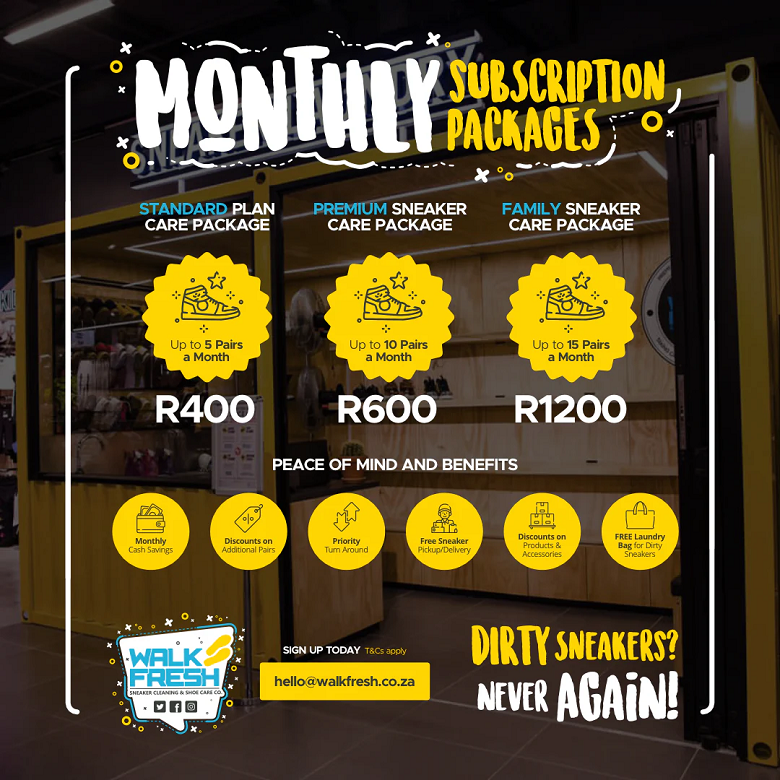 MONTHLY SUBSCRIPTION
PACKAGES
STANDARD PLAN
CARE PACKAGE
Up to 5 Pairs
a Month
R400
PREMIUM SNEAKER
CARE PACKAGE
Up to 10 Pairs
a Month
R600
FAMILY SNEAKER
CARE PACKAGE
Up to 15 Pairs
a Month
R1200
PEACE OF MIND AND BENEFITS
Monthly
Cash Savings
Discounts on
Additional Pairs
Priority
Turn Around
Free Sneaker
Pickup/Delivery
Discounts on
Products &
Accessories
FREE Laundry
Bag for Dirty
Sneakers
WALK
FRESH
SNEAKER CLEANING & SHOE CARE CO.
SIGN UP TODAY T&Cs apply
hello@walkfresh.co.za
DIRTY SNEAKERS?
NEVER AGAiN!